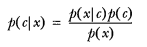 p(c|x) = p(x|c)p(c) / p(x)